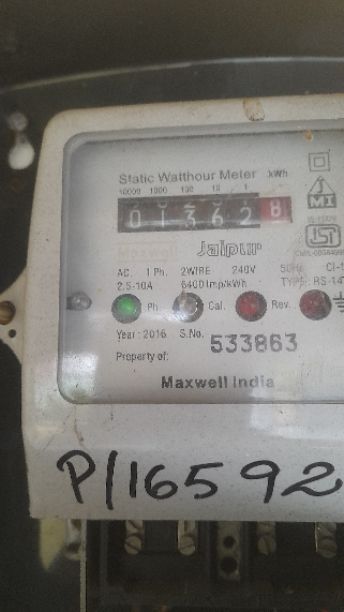 Static Watthour Meter kWh
10000 1000 100 10 1
0 1 3 6 2 8
Maxwell Jaipur
AC. 1 Ph. 2WIRE 240V
2.5-10A 6400 Imp/kWh
Ph. Cal. Rev.
Year : 2016 S.No. 533863
Property of:
Maxwell India
P/16592